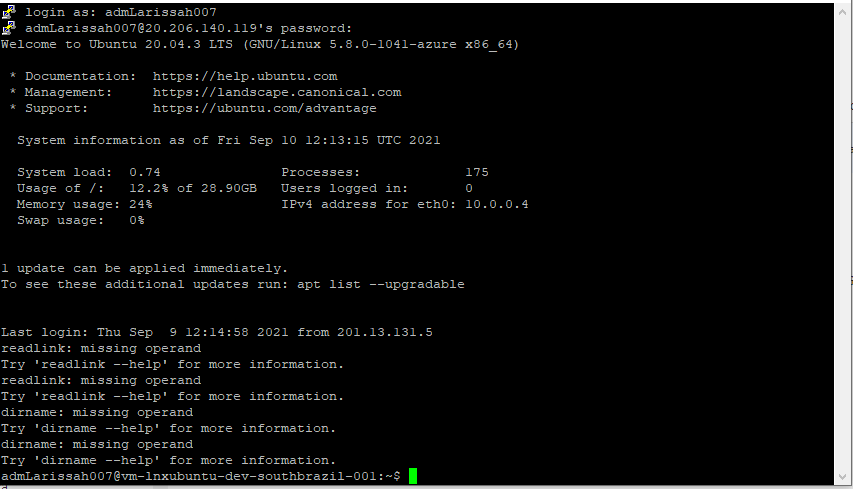 login as: admLarissah007
admLarissah007@20.206.140.119's password:
Welcome to Ubuntu 20.04.3 LTS (GNU/Linux 5.8.0-1041-azure x86_64)
* Documentation:  https://help.ubuntu.com
* Management:     https://landscape.canonical.com
* Support:        https://ubuntu.com/advantage
System information as of Fri Sep 10 12:13:15 UTC 2021
System load:  0.74               Processes:             175
Usage of /:   12.2% of 28.90GB   Users logged in:       0
Memory usage: 24%                IPv4 address for eth0: 10.0.0.4
Swap usage:   0%
1 update can be applied immediately.
To see these additional updates run: apt list --upgradable
Last login: Thu Sep  9 12:14:58 2021 from 201.13.131.5
readlink: missing operand
Try 'readlink --help' for more information.
readlink: missing operand
Try 'readlink --help' for more information.
dirname: missing operand
Try 'dirname --help' for more information.
dirname: missing operand
Try 'dirname --help' for more information.
admLarissah007@vm-lnxubuntu-dev-southbrazil-001:~$